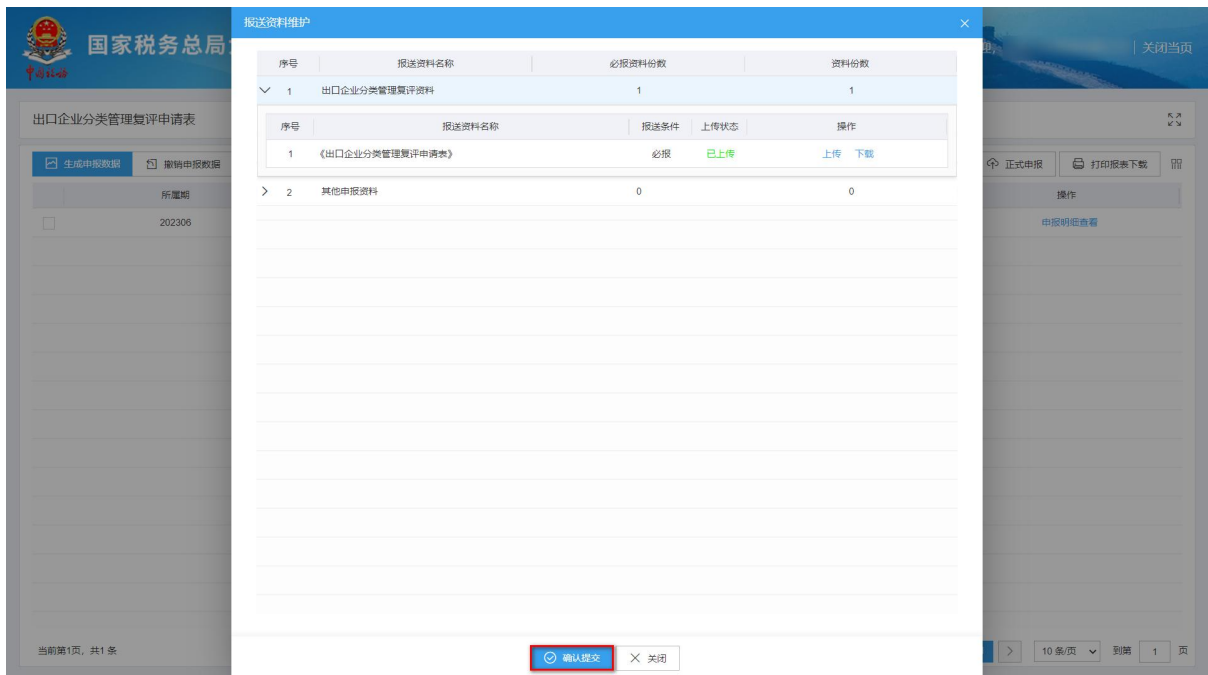 国家税务总局
中国税务
关闭当页
报送资料维护
序号 报送资料名称 必报资料份数 资料份数
1 出口企业分类管理复评资料 1 1
序号 报送资料名称 报送条件 上传状态 操作
1 《出口企业分类管理复评申请表》 必报 已上传 上传 下载
2 其他申报资料 0 0
出口企业分类管理复评申请表
生成申报数据 撤销申报数据 正式申报 打印报表下载
所属期 操作
202306 申报明细查看
确认提交 关闭
当前第1页，共1条 10条/页 到第 1 页